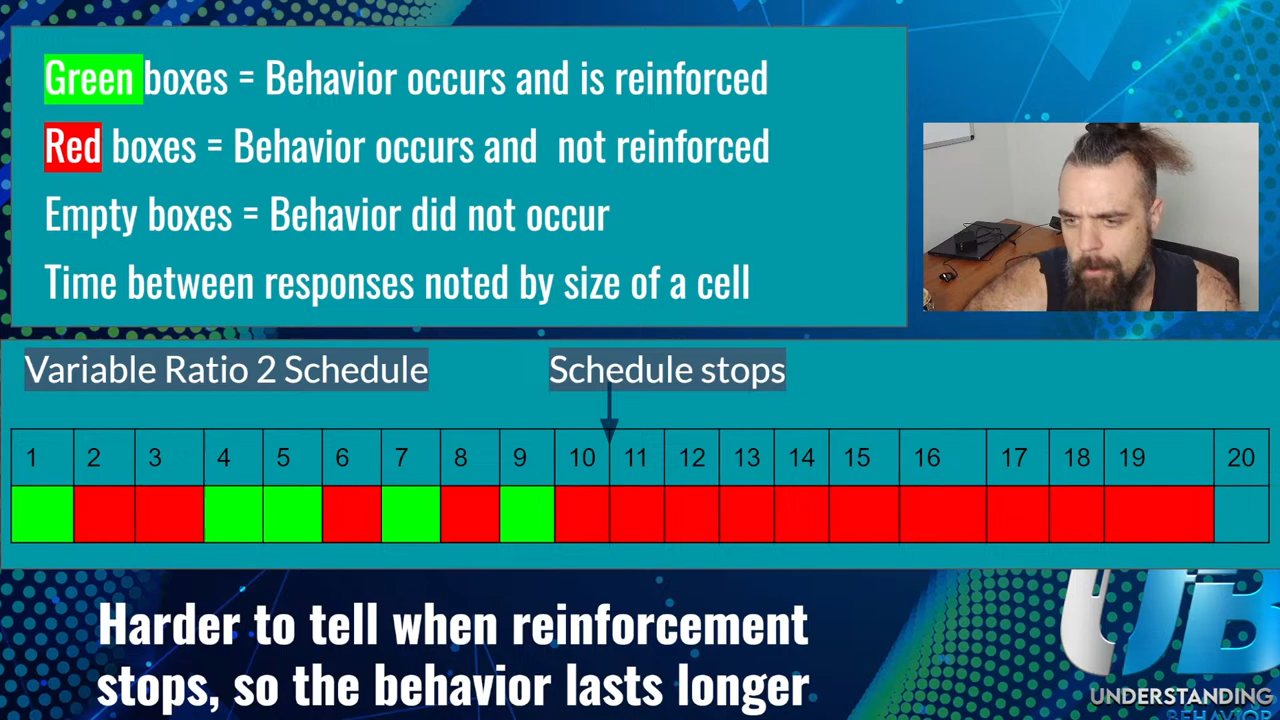 Green boxes = Behavior occurs and is reinforced
Red boxes = Behavior occurs and not reinforced
Empty boxes = Behavior did not occur
Time between responses noted by size of a cell
Variable Ratio 2 Schedule
Schedule stops
1 2 3 4 5 6 7 8 9 10 11 12 13 14 15 16 17 18 19 20
Harder to tell when reinforcement
stops, so the behavior lasts longer
UB
UNDERSTANDING
BEHAVIOR